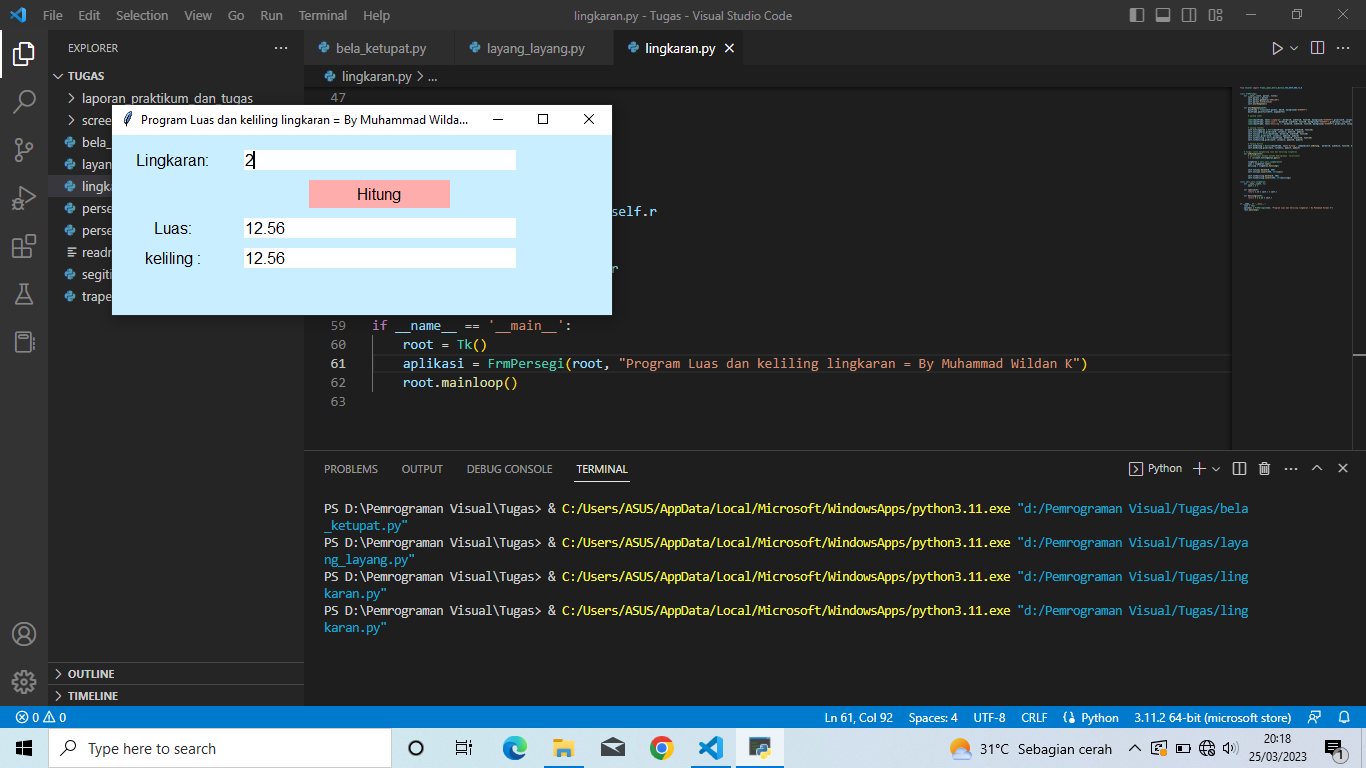 File Edit Selection View Go Run Terminal Help
lingkaran.py - Tugas - Visual Studio Code
EXPLORER
TUGAS
laporan_praktikum_dan_tugas
scree
bela_
layan
lingka
perse
perse
readn
segiti
trape
OUTLINE
TIMELINE
bela_ketupat.py
layang_layang.py
lingkaran.py
lingkaran.py > ...
Program Luas dan keliling lingkaran = By Muhammad Wilda...
Lingkaran: 2
Hitung
Luas: 12.56
keliling : 12.56
47
self.r
r
59 if __name__ == '__main__':
60 root = Tk()
61 aplikasi = FrmPersegi(root, "Program Luas dan keliling lingkaran = By Muhammad Wildan K")
62 root.mainloop()
63
PROBLEMS OUTPUT DEBUG CONSOLE TERMINAL
Python
PS D:\Pemrograman Visual\Tugas> & C:/Users/ASUS/AppData/Local/Microsoft/WindowsApps/python3.11.exe "d:/Pemrograman Visual/Tugas/bela
_ketupat.py"
PS D:\Pemrograman Visual\Tugas> & C:/Users/ASUS/AppData/Local/Microsoft/WindowsApps/python3.11.exe "d:/Pemrograman Visual/Tugas/laya
ng_layang.py"
PS D:\Pemrograman Visual\Tugas> & C:/Users/ASUS/AppData/Local/Microsoft/WindowsApps/python3.11.exe "d:/Pemrograman Visual/Tugas/ling
karan.py"
PS D:\Pemrograman Visual\Tugas> & C:/Users/ASUS/AppData/Local/Microsoft/WindowsApps/python3.11.exe "d:/Pemrograman Visual/Tugas/ling
karan.py"
0 0 Ln 61, Col 92 Spaces: 4 UTF-8 CRLF Python 3.11.2 64-bit (microsoft store)
Type here to search
31°C Sebagian cerah
20:18
25/03/2023
1